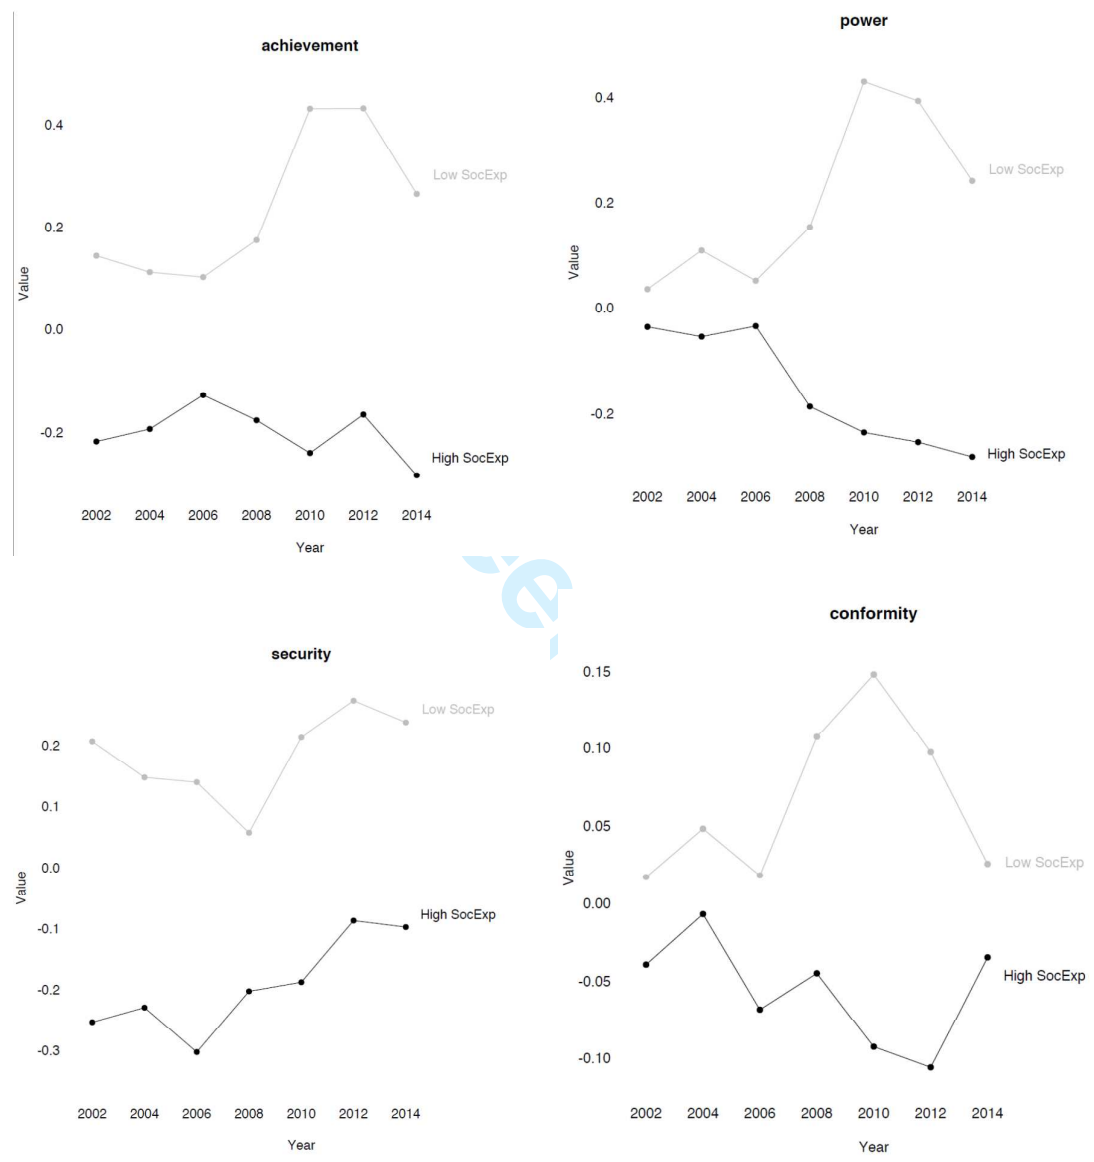 achievement
0.4
0.2
0.0
-0.2
Value
Low SocExp
High SocExp
2002 2004 2006 2008 2010 2012 2014
Year
power
0.4
0.2
0.0
-0.2
Value
Low SocExp
High SocExp
2002 2004 2006 2008 2010 2012 2014
Year
security
0.2
0.1
0.0
-0.1
-0.2
-0.3
Value
Low SocExp
High SocExp
2002 2004 2006 2008 2010 2012 2014
Year
conformity
0.15
0.10
0.05
0.00
-0.05
-0.10
Value
Low SocExp
High SocExp
2002 2004 2006 2008 2010 2012 2014
Year